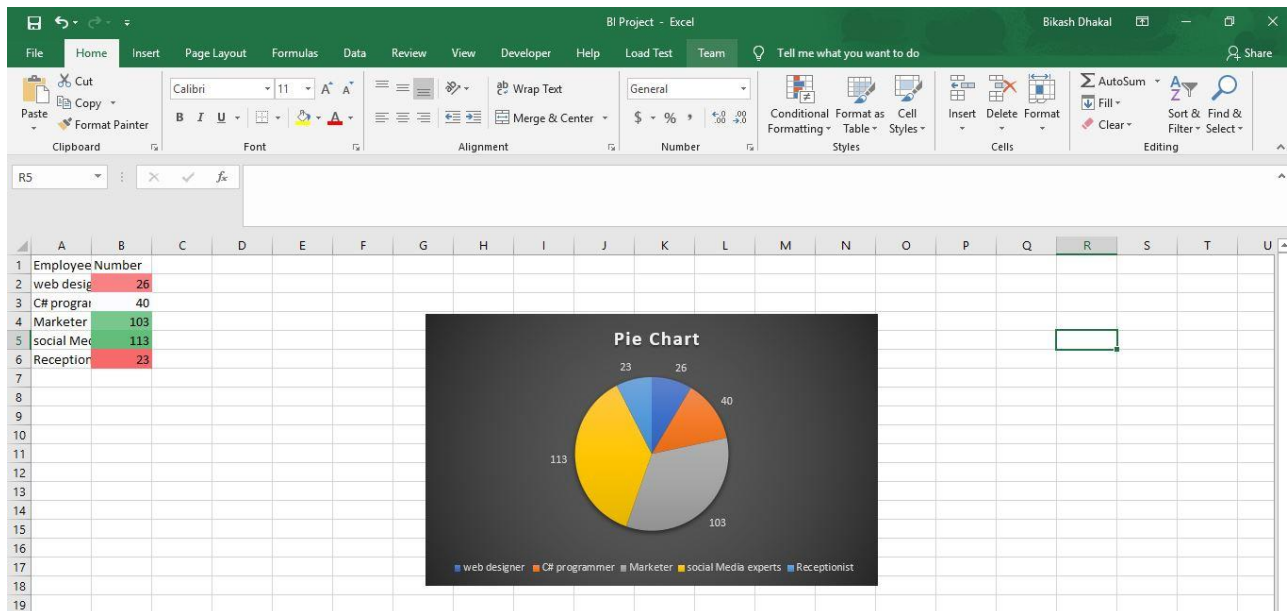 BI Project - Excel
Bikash Dhakal
File Home Insert Page Layout Formulas Data Review View Developer Help Load Test Team Tell me what you want to do Share
Cut
Copy
Format Painter
Paste
Clipboard
Calibri 11 A A
B I U A
Font
ab Wrap Text
Merge & Center
Alignment
General
$ % ,
Number
Conditional Formatting
Format as Table
Cell Styles
Styles
Insert Delete Format
Cells
AutoSum
Fill
Clear
Sort & Filter
Find & Select
Editing
R5 fx
A B C D E F G H I J K L M N O P Q R S T U
1 Employee Number
2 web desig 26
3 C# prograr 40
4 Marketer 103
5 social Med 113
6 Reception 23
7
8
9
10
11
12
13
14
15
16
17
18
19
Pie Chart
23 26
40
113
103
web designer C# programmer Marketer social Media experts Receptionist